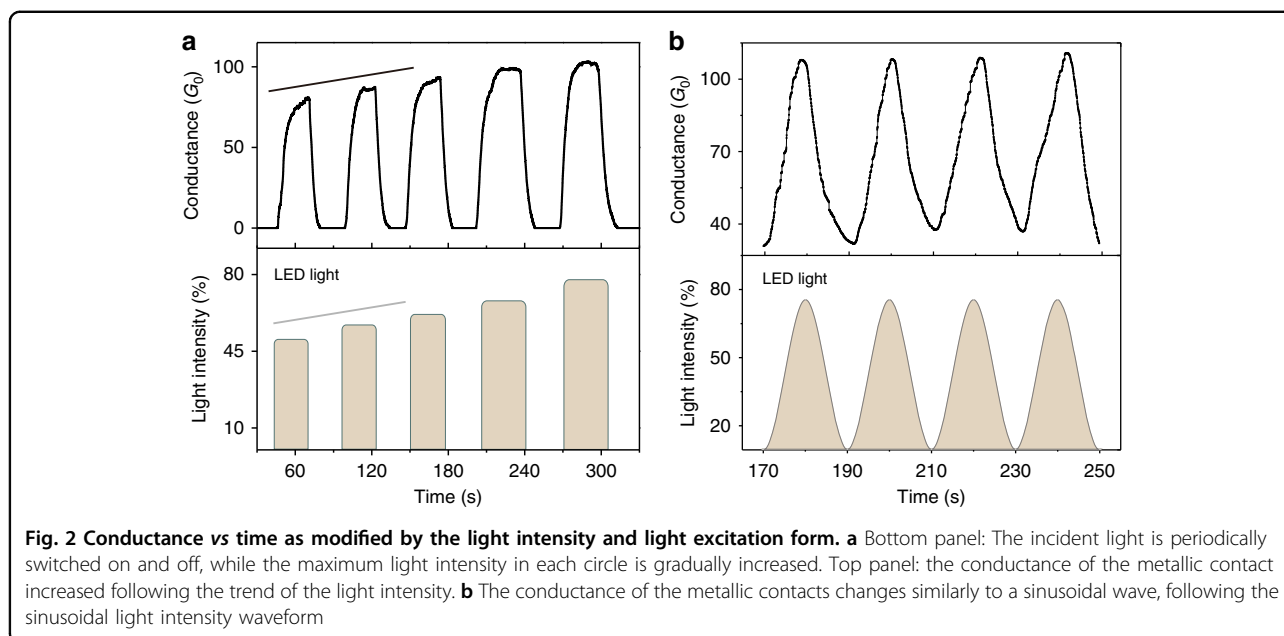 a
Conductance (G₀)
100
50
0
LED light
Light intensity (%)
80
45
10
60 120 180 240 300
Time (s)
b
Conductance (G₀)
100
70
40
LED light
Light intensity (%)
80
50
20
170 190 210 230 250
Time (s)
Fig. 2 Conductance vs time as modified by the light intensity and light excitation form. a Bottom panel: The incident light is periodically
switched on and off, while the maximum light intensity in each circle is gradually increased. Top panel: the conductance of the metallic contact
increased following the trend of the light intensity. b The conductance of the metallic contacts changes similarly to a sinusoidal wave, following the
sinusoidal light intensity waveform